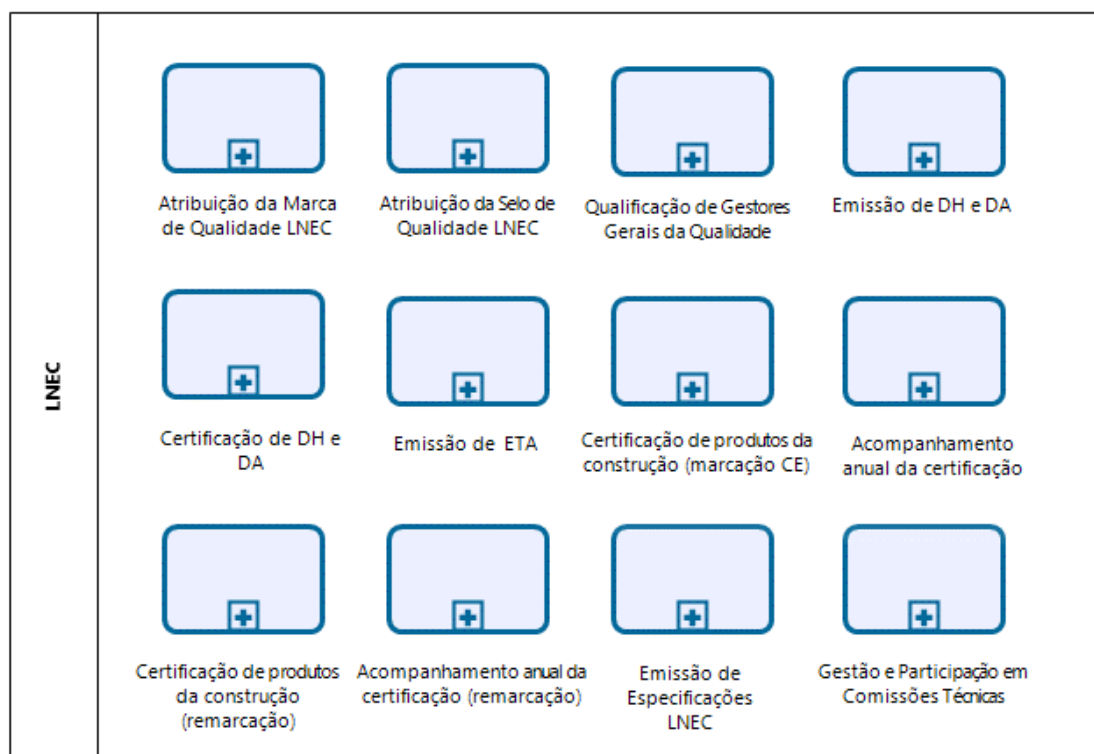 LNEC
Atribuição da Marca
de Qualidade LNEC
Atribuição da Selo de
Qualidade LNEC
Qualificação de Gestores
Gerais da Qualidade
Emissão de DH e DA
Certificação de DH e
DA
Emissão de ETA
Certificação de produtos da
construção (marcação CE)
Acompanhamento
anual da certificação
Certificação de produtos
da construção
(remarcação)
Acompanhamento anual da
certificação (remarcação)
Emissão de
Especificações
LNEC
Gestão e Participação em
Comissões Técnicas